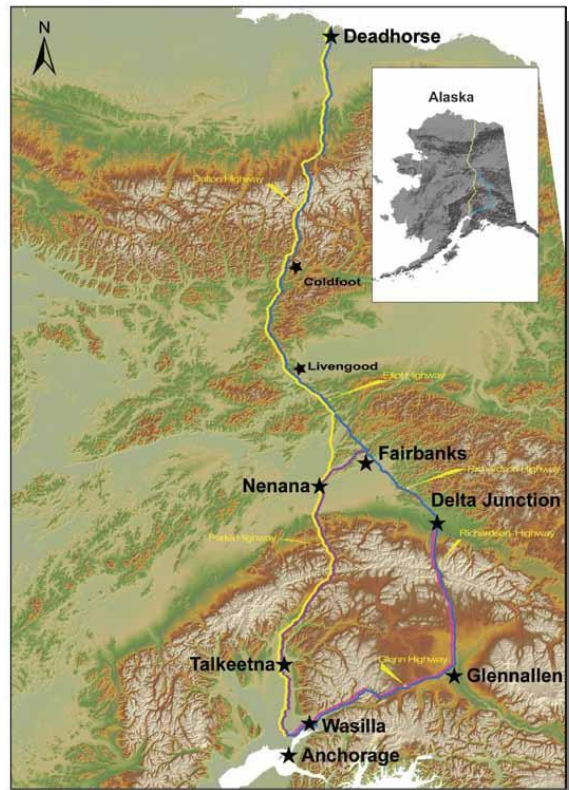 N
Deadhorse
Alaska
Dalton Highway
Coldfoot
Livengood
Elliot Highway
Fairbanks
Richardson Highway
Nenana
Delta Junction
Parks Highway
Richardson Highway
Talkeetna
Glenn Highway
Glennallen
Wasilla
Anchorage